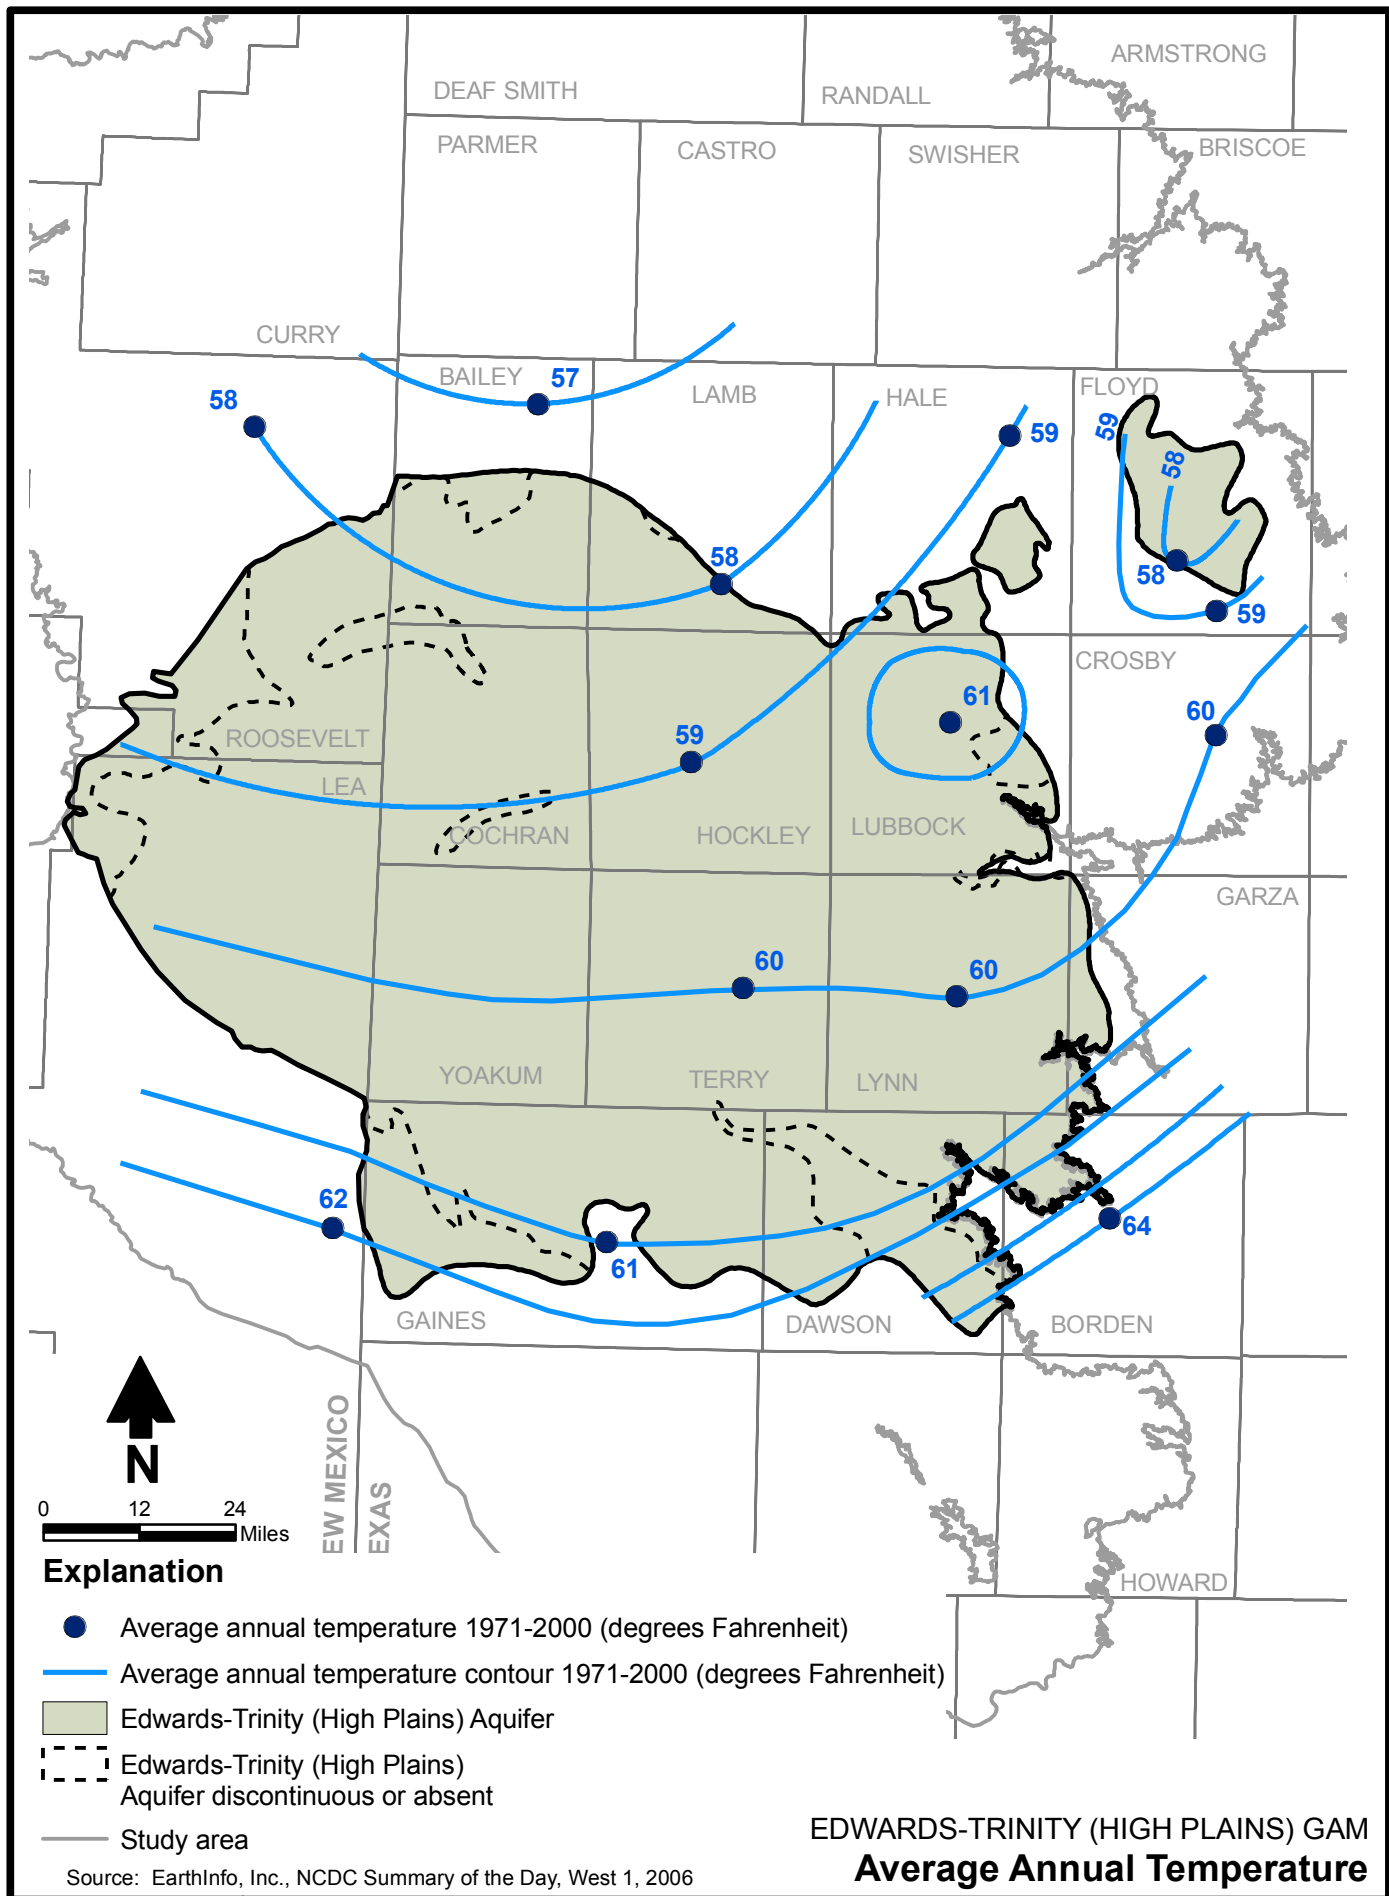 ARMSTRONG
DEAF SMITH
RANDALL
PARMER
CASTRO
SWISHER
BRISCOE
CURRY
BAILEY
57
LAMB
HALE
FLOYD
58
59
59
58
58
58
59
CROSBY
61
60
ROOSEVELT
59
LEA
COCHRAN
HOCKLEY
LUBBOCK
GARZA
60
60
YOAKUM
TERRY
LYNN
62
61
64
GAINES
DAWSON
BORDEN
EW MEXICO
EXAS
N
0 12 24
Miles
HOWARD
Explanation
Average annual temperature 1971-2000 (degrees Fahrenheit)
Average annual temperature contour 1971-2000 (degrees Fahrenheit)
Edwards-Trinity (High Plains) Aquifer
Edwards-Trinity (High Plains)
Aquifer discontinuous or absent
Study area
Source: EarthInfo, Inc., NCDC Summary of the Day, West 1, 2006
EDWARDS-TRINITY (HIGH PLAINS) GAM
Average Annual Temperature